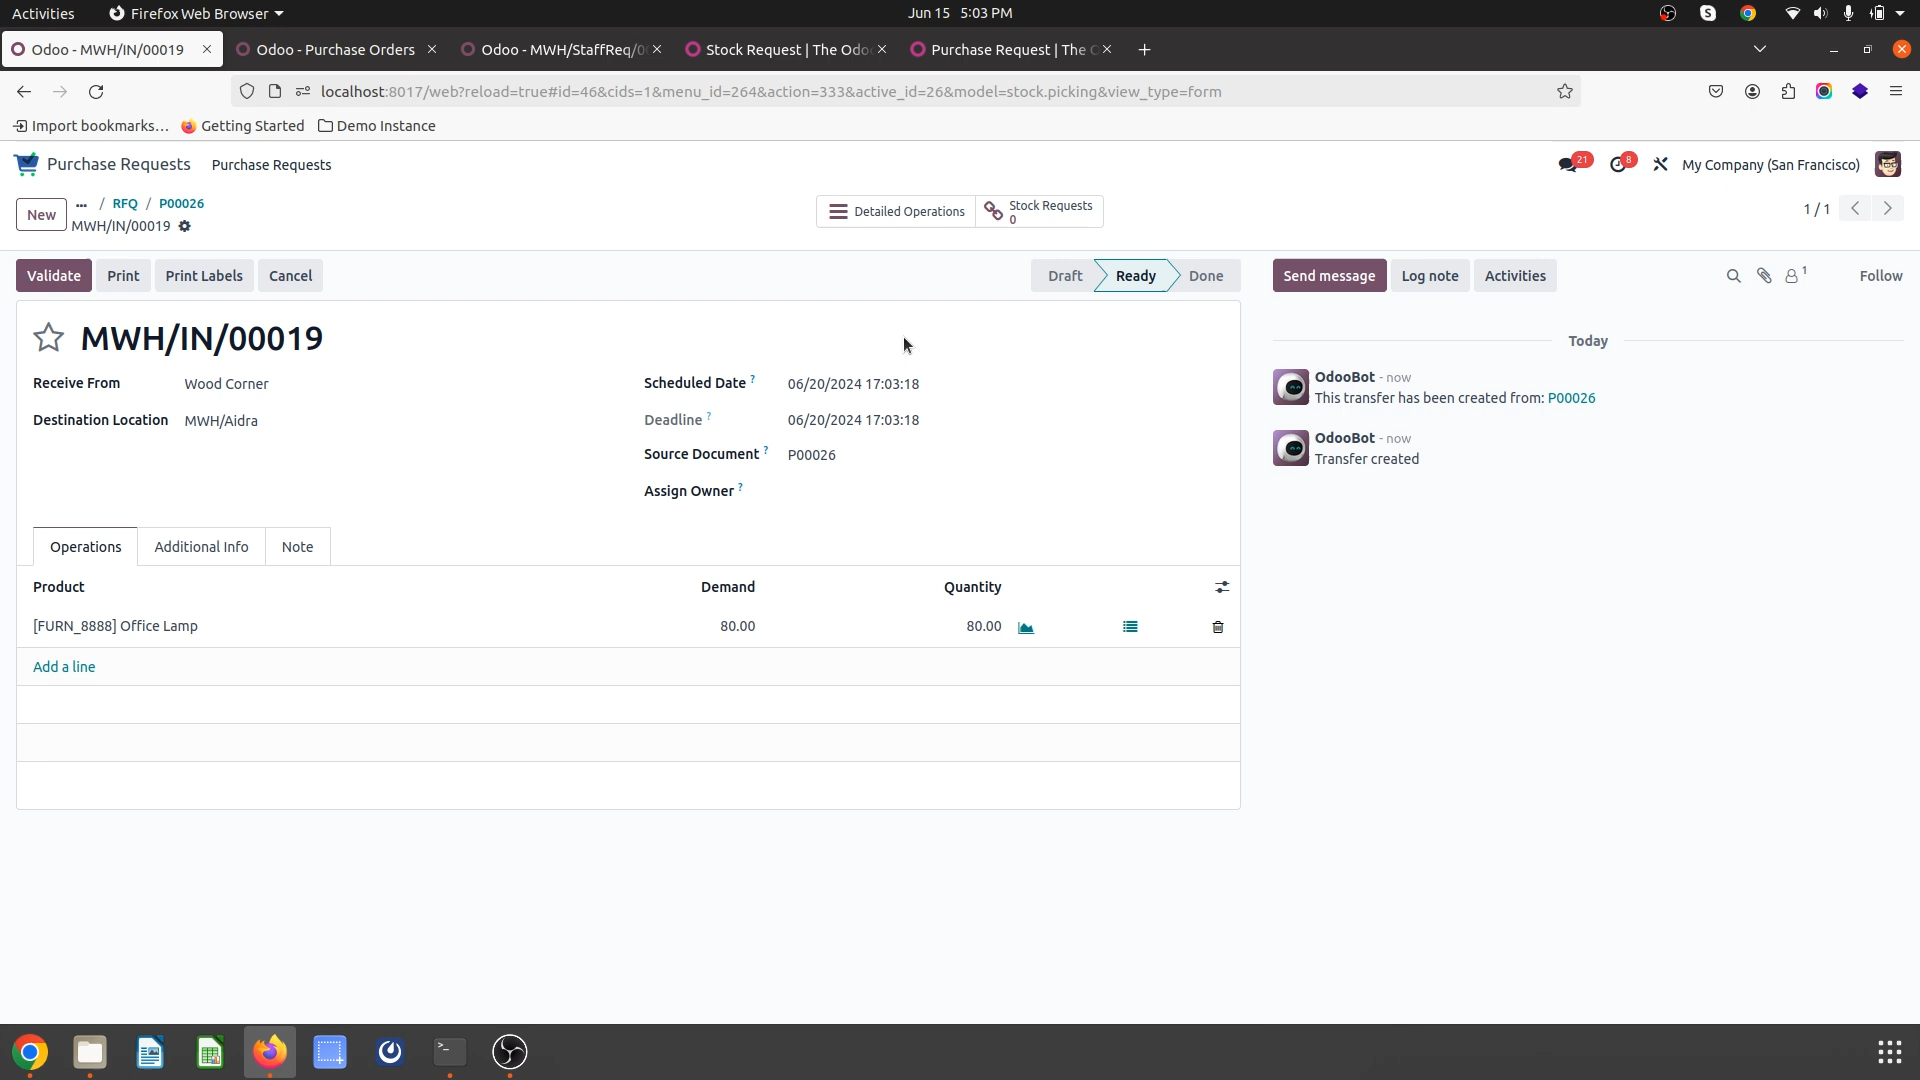 Activities
Firefox Web Browser
Jun 15 5:03 PM
Odoo - MWH/IN/00019
Odoo - Purchase Orders
Odoo - MWH/StaffReq/0
Stock Request | The Odo
Purchase Request | The
localhost:8017/web?reload=true#id=46&cids=1&menu_id=264&action=333&active_id=26&model=stock.picking&view_type=form
Import bookmarks...
Getting Started
Demo Instance
Purchase Requests
Purchase Requests
21
8
My Company (San Francisco)
New
... / RFQ / P00026
MWH/IN/00019
Detailed Operations
Stock Requests
0
1 / 1
Validate
Print
Print Labels
Cancel
Draft
Ready
Done
Send message
Log note
Activities
1
Follow
MWH/IN/00019
Receive From
Wood Corner
Destination Location
MWH/Aidra
Scheduled Date ?
06/20/2024 17:03:18
Deadline ?
06/20/2024 17:03:18
Source Document ?
P00026
Assign Owner ?
Today
OdooBot - now
This transfer has been created from: P00026
OdooBot - now
Transfer created
Operations
Additional Info
Note
Product
Demand
Quantity
[FURN_8888] Office Lamp
80.00
80.00
Add a line